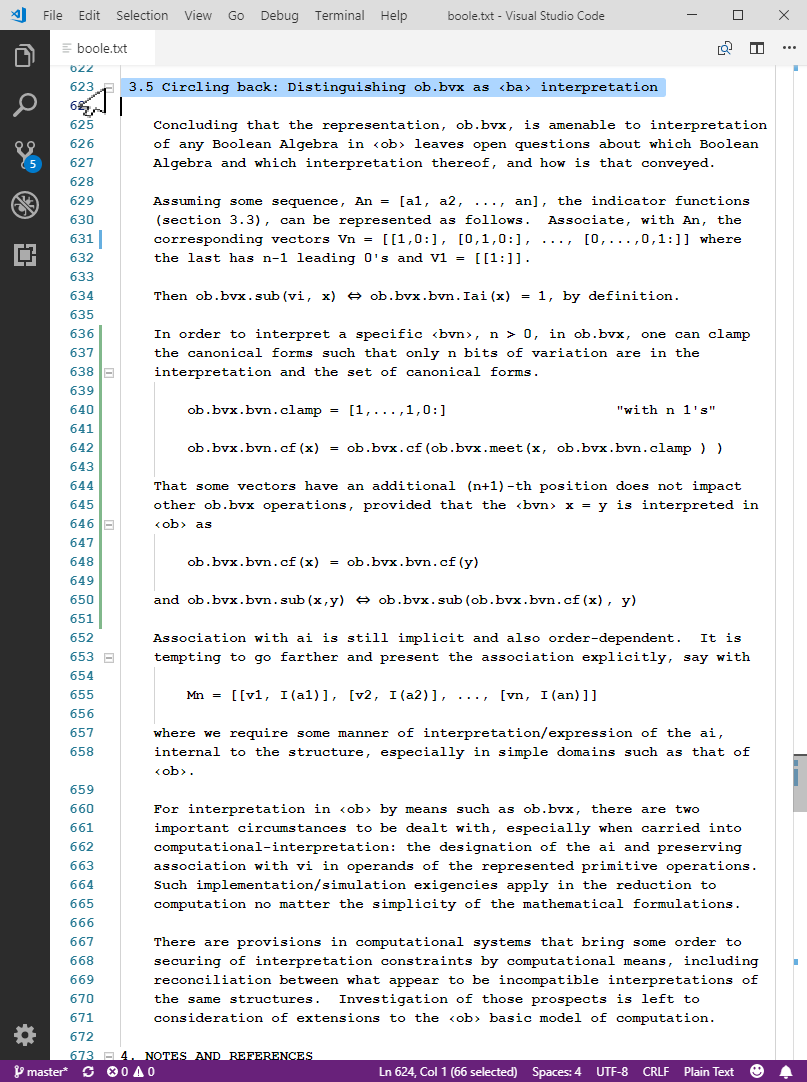 File Edit Selection View Go Debug Terminal Help boole.txt - Visual Studio Code
boole.txt
622
623 3.5 Circling back: Distinguishing ob.bvx as ‹ba› interpretation
625 Concluding that the representation, ob.bvx, is amenable to interpretation
626 of any Boolean Algebra in ‹ob› leaves open questions about which Boolean
627 Algebra and which interpretation thereof, and how is that conveyed.
628
629 Assuming some sequence, An = [a1, a2, ..., an], the indicator functions
630 (section 3.3), can be represented as follows.  Associate, with An, the
631 corresponding vectors Vn = [[1,0:], [0,1,0:], ..., [0,...,0,1:]] where
632 the last has n-1 leading 0's and V1 = [[1:]].
633
634 Then ob.bvx.sub(vi, x) ⇔ ob.bvx.bvn.Iai(x) = 1, by definition.
635
636 In order to interpret a specific ‹bvn›, n > 0, in ob.bvx, one can clamp
637 the canonical forms such that only n bits of variation are in the
638 interpretation and the set of canonical forms.
639
640 ob.bvx.bvn.clamp = [1,...,1,0:] "with n 1's"
641
642 ob.bvx.bvn.cf(x) = ob.bvx.cf(ob.bvx.meet(x, ob.bvx.bvn.clamp ) )
643
644 That some vectors have an additional (n+1)-th position does not impact
645 other ob.bvx operations, provided that the ‹bvn› x = y is interpreted in
646 ‹ob› as
647
648 ob.bvx.bvn.cf(x) = ob.bvx.bvn.cf(y)
649
650 and ob.bvx.bvn.sub(x,y) ⇔ ob.bvx.sub(ob.bvx.bvn.cf(x), y)
651
652 Association with ai is still implicit and also order-dependent.  It is
653 tempting to go farther and present the association explicitly, say with
654
655 Mn = [[v1, I(a1)], [v2, I(a2)], ..., [vn, I(an)]]
656
657 where we require some manner of interpretation/expression of the ai,
658 internal to the structure, especially in simple domains such as that of
‹ob›.
659
660 For interpretation in ‹ob› by means such as ob.bvx, there are two
661 important circumstances to be dealt with, especially when carried into
662 computational-interpretation: the designation of the ai and preserving
663 association with vi in operands of the represented primitive operations.
664 Such implementation/simulation exigencies apply in the reduction to
665 computation no matter the simplicity of the mathematical formulations.
666
667 There are provisions in computational systems that bring some order to
668 securing of interpretation constraints by computational means, including
669 reconciliation between what appear to be incompatible interpretations of
670 the same structures.  Investigation of those prospects is left to
671 consideration of extensions to the ‹ob› basic model of computation.
672
673 4. NOTES AND REFERENCES
5
master* 0 0 Ln 624, Col 1 (66 selected) Spaces: 4 UTF-8 CRLF Plain Text